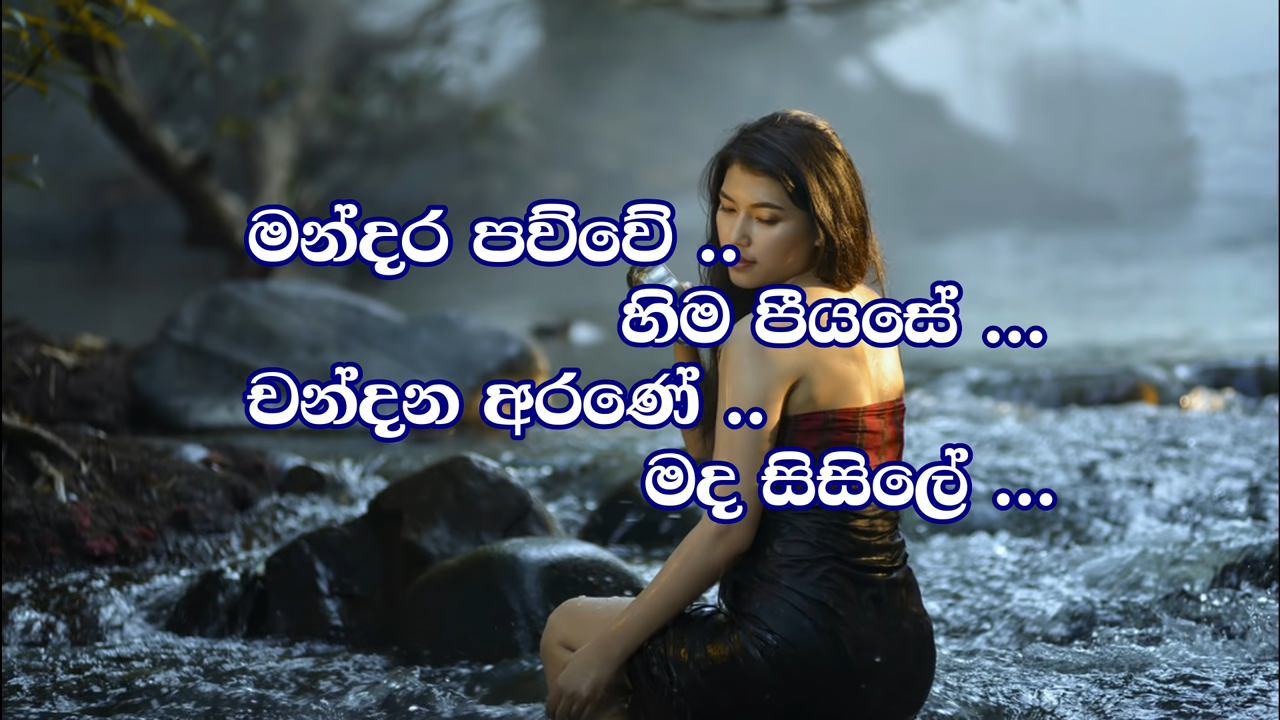 මන්දර පව්වේ ..
හිම පීයසේ ...
චන්දන අරණේ ..
මද සිසිලේ ...